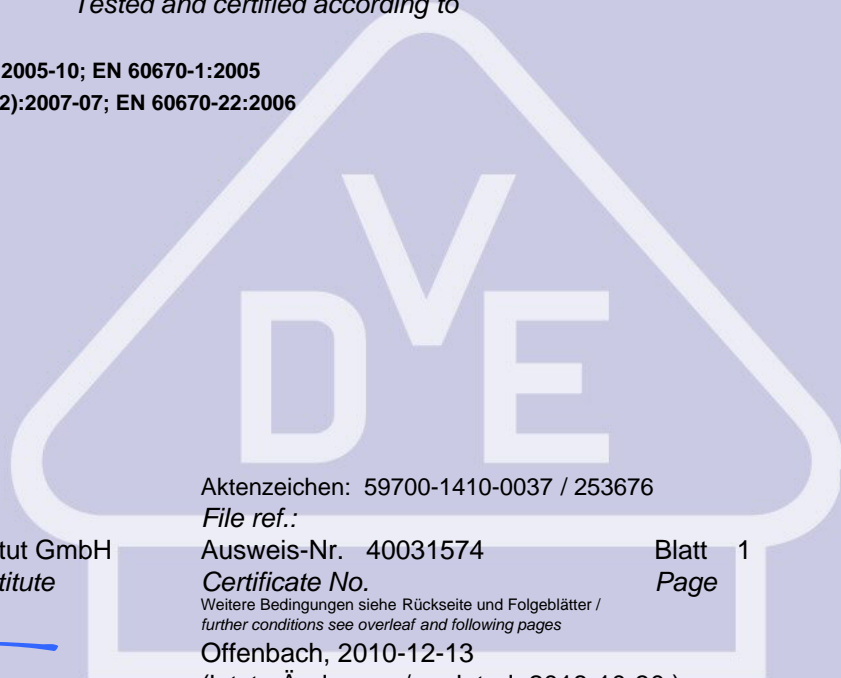 Tested and certified according to
2005-10; EN 60670-1:2005
2):2007-07; EN 60670-22:2006
VDE
Aktenzeichen: 59700-1410-0037 / 253676
File ref.:
tut GmbH Ausweis-Nr. 40031574 Blatt 1
titute Certificate No. Page
Weitere Bedingungen siehe Rückseite und Folgeblätter /
further conditions see overleaf and following pages
Offenbach, 2010-12-13